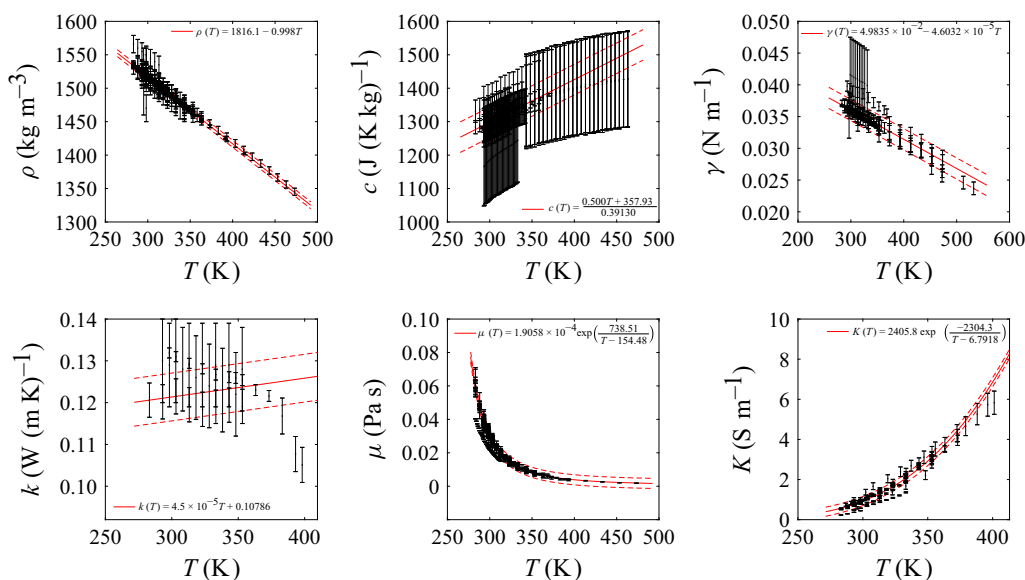 1600
1500
1400
1300
200 250 300 350 400 450 500
T (K)
ρ (kg m⁻³)
ρ (T) = 1816.1 – 0.998T
1600
1500
1400
1300
1200
1100
1000
250 300 350 400 450 500
T (K)
c (J (K kg)⁻¹)
c (T) = (0.500T + 357.93)/0.39130
0.050
0.045
0.040
0.035
0.030
0.025
0.020
200 300 400 500 600
T (K)
γ (N m⁻¹)
γ (T) = 4.9835 × 10⁻² – 4.6032 × 10⁻⁵T
0.14
0.13
0.12
0.11
0.10
250 300 350 400
T (K)
k (W (m K)⁻¹)
k (T) = 4.5 × 10⁻⁵T + 0.10786
0.10
0.08
0.06
0.04
0.02
0
250 300 350 400 450 500
T (K)
μ (Pa s)
μ (T) = 1.9058 × 10⁻⁴ exp(738.51/(T – 154.48))
10
8
6
4
2
0
250 300 350 400
T (K)
K (S m⁻¹)
K (T) = 2405.8 exp (–2304.3/(T – 6.7918))